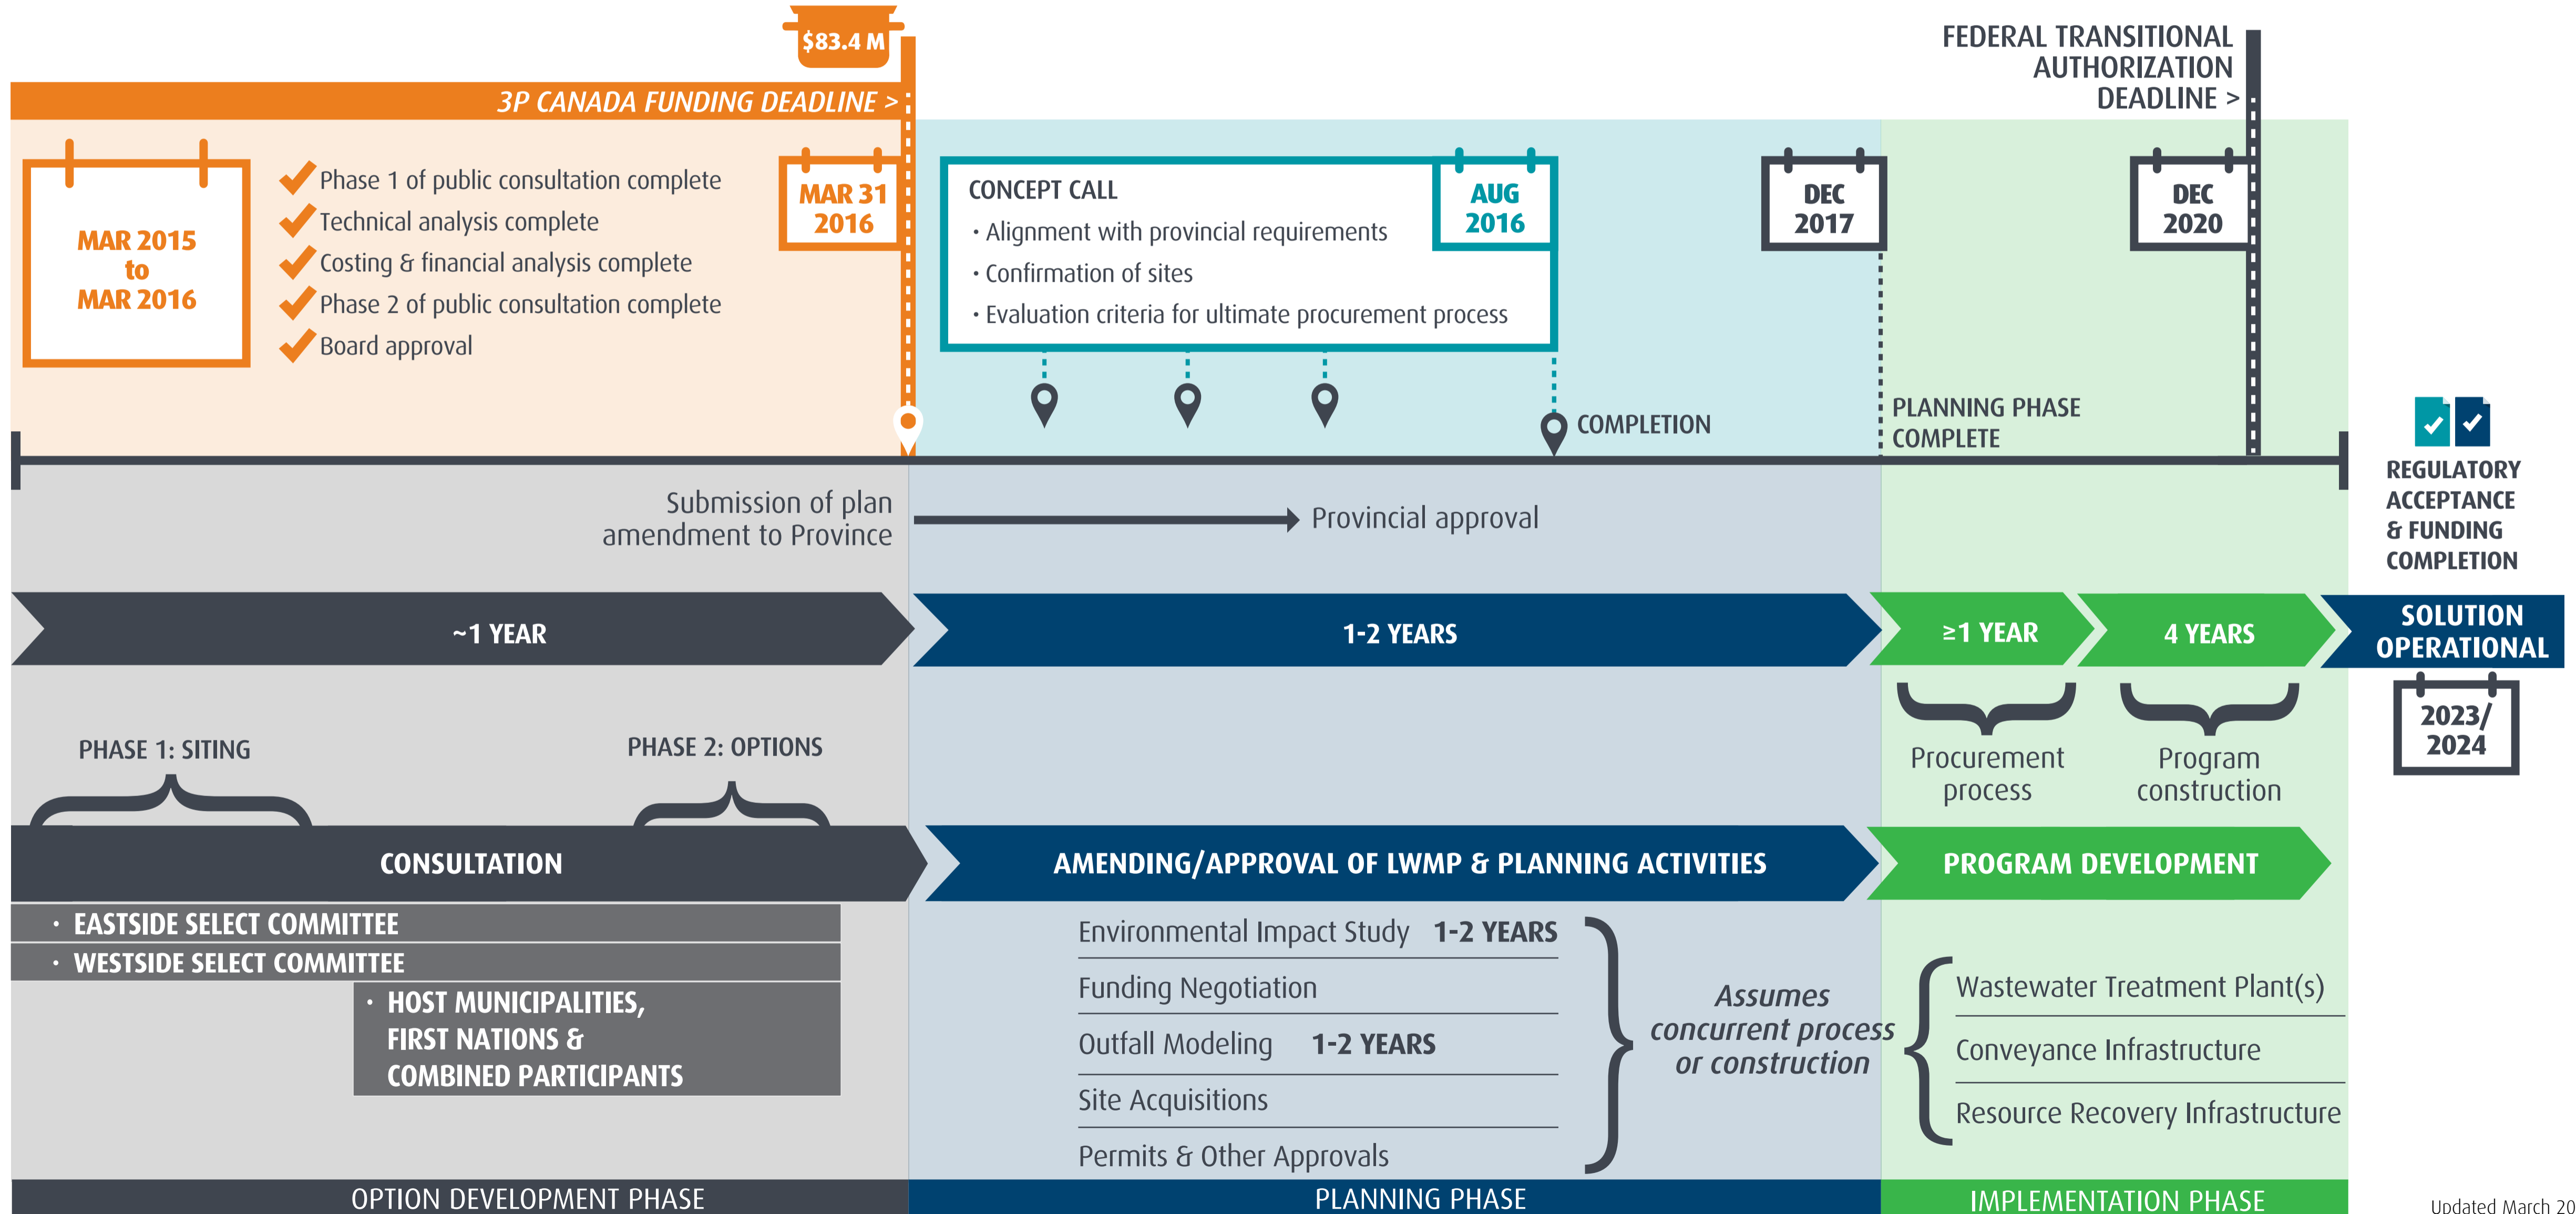 $83.4 M
3P CANADA FUNDING DEADLINE >
FEDERAL TRANSITIONAL
AUTHORIZATION
DEADLINE >
MAR 2015
to
MAR 2016
Phase 1 of public consultation complete
Technical analysis complete
Costing & financial analysis complete
Phase 2 of public consultation complete
Board approval
MAR 31
2016
CONCEPT CALL
· Alignment with provincial requirements
· Confirmation of sites
· Evaluation criteria for ultimate procurement process
AUG
2016
DEC
2017
DEC
2020
COMPLETION
PLANNING PHASE
COMPLETE
REGULATORY
ACCEPTANCE
& FUNDING
COMPLETION
Submission of plan
amendment to Province
Provincial approval
~1 YEAR
1-2 YEARS
≥1 YEAR
4 YEARS
SOLUTION
OPERATIONAL
2023/
2024
PHASE 1: SITING
PHASE 2: OPTIONS
Procurement
process
Program
construction
CONSULTATION
AMENDING/APPROVAL OF LWMP & PLANNING ACTIVITIES
PROGRAM DEVELOPMENT
· EASTSIDE SELECT COMMITTEE
· WESTSIDE SELECT COMMITTEE
· HOST MUNICIPALITIES,
FIRST NATIONS &
COMBINED PARTICIPANTS
Environmental Impact Study 1-2 YEARS
Funding Negotiation
Outfall Modeling 1-2 YEARS
Site Acquisitions
Permits & Other Approvals
Assumes
concurrent process
or construction
Wastewater Treatment Plant(s)
Conveyance Infrastructure
Resource Recovery Infrastructure
OPTION DEVELOPMENT PHASE
PLANNING PHASE
IMPLEMENTATION PHASE
Updated March 20